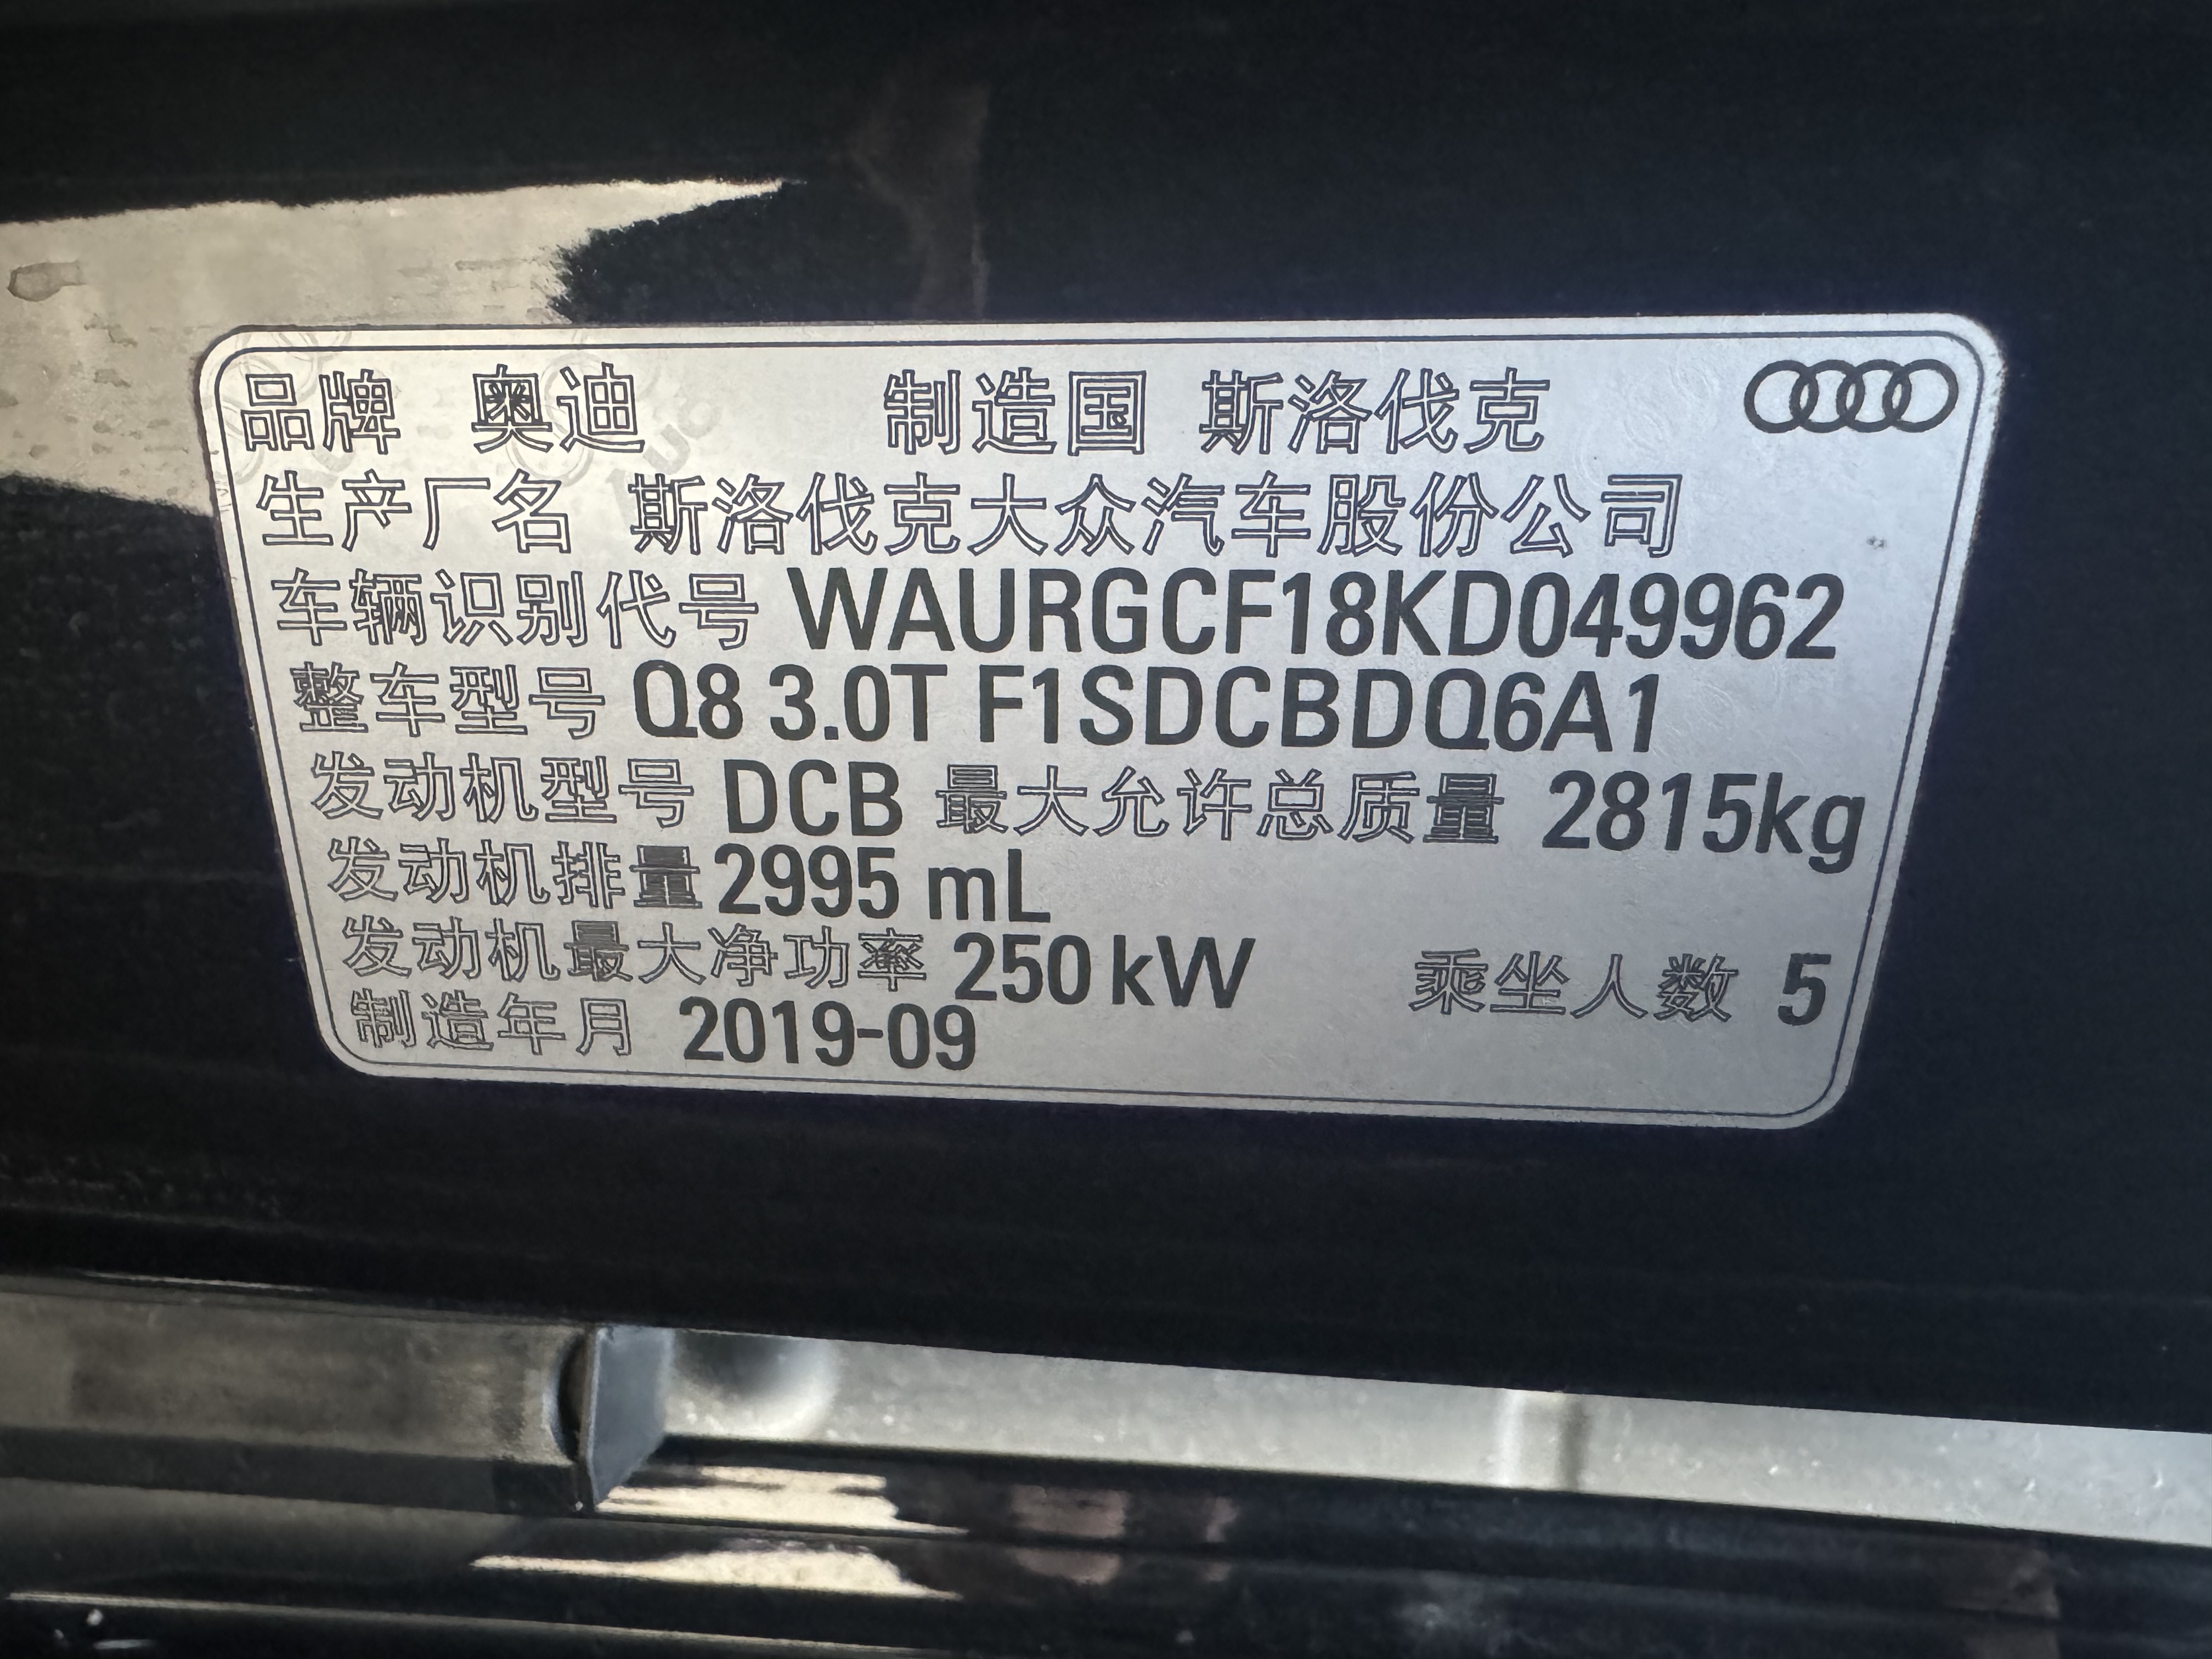 品牌 奥迪 制造国 斯洛伐克
生产厂名 斯洛伐克大众汽车股份公司
车辆识别代号 WAURGCF18KD049962
整车型号 Q8 3.0T F1SDCBDQ6A1
发动机型号 DCB 最大允许总质量 2815kg
发动机排量 2995 mL
发动机最大净功率 250 kW 乘坐人数 5
制造年月 2019-09